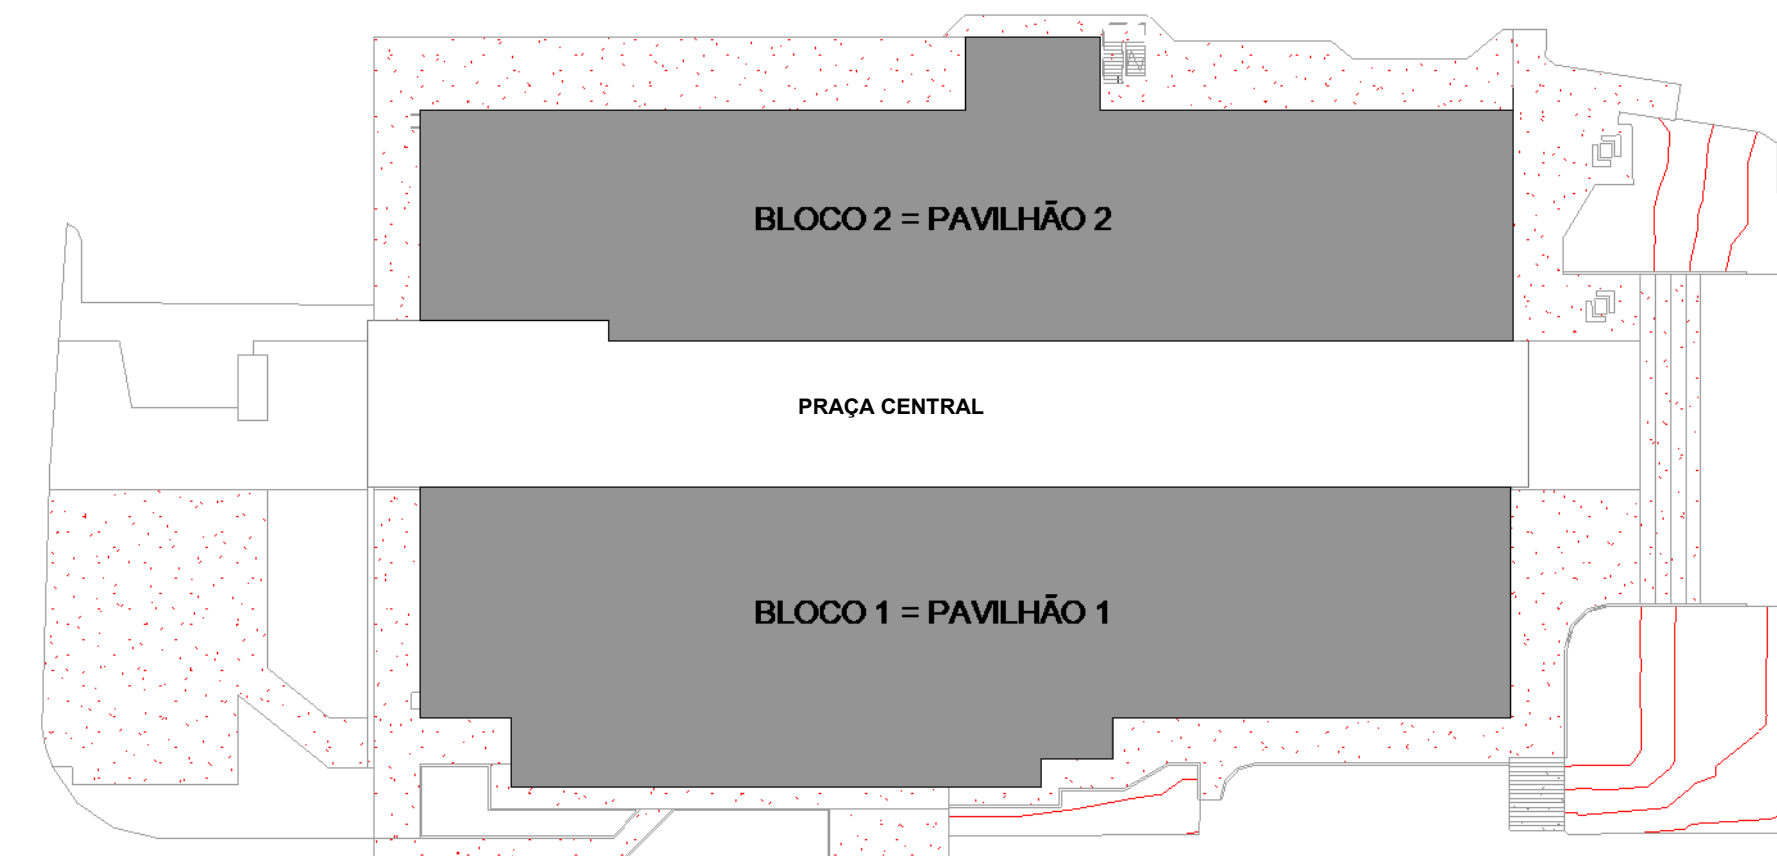 BLOCO 2 = PAVILHÃO 2
PRAÇA CENTRAL
BLOCO 1 = PAVILHÃO 1